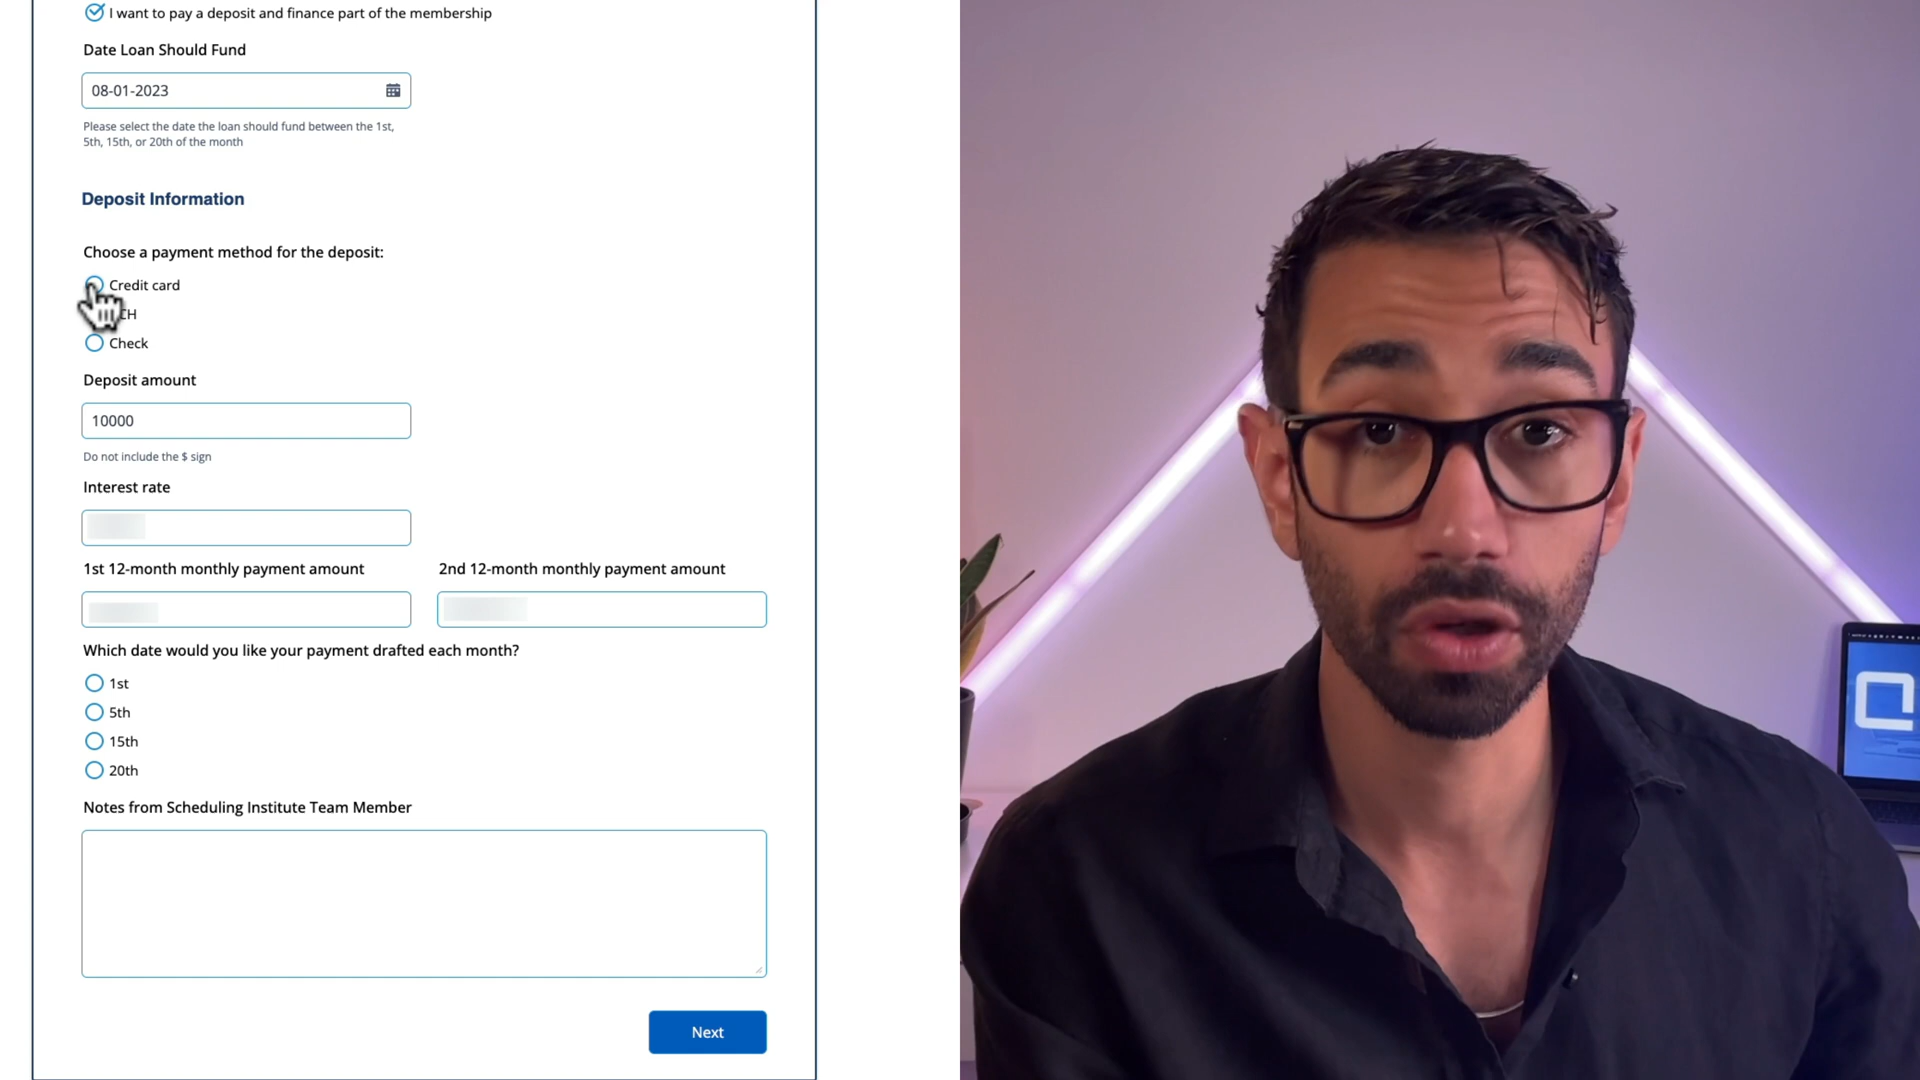 I want to pay a deposit and finance part of the membership
Date Loan Should Fund
08-01-2023
Please select the date the loan should fund between the 1st,
5th, 15th, or 20th of the month
Deposit Information
Choose a payment method for the deposit:
Credit card
CH
Check
Deposit amount
10000
Do not include the $ sign
Interest rate
1st 12-month monthly payment amount
2nd 12-month monthly payment amount
Which date would you like your payment drafted each month?
1st
5th
15th
20th
Notes from Scheduling Institute Team Member
Next